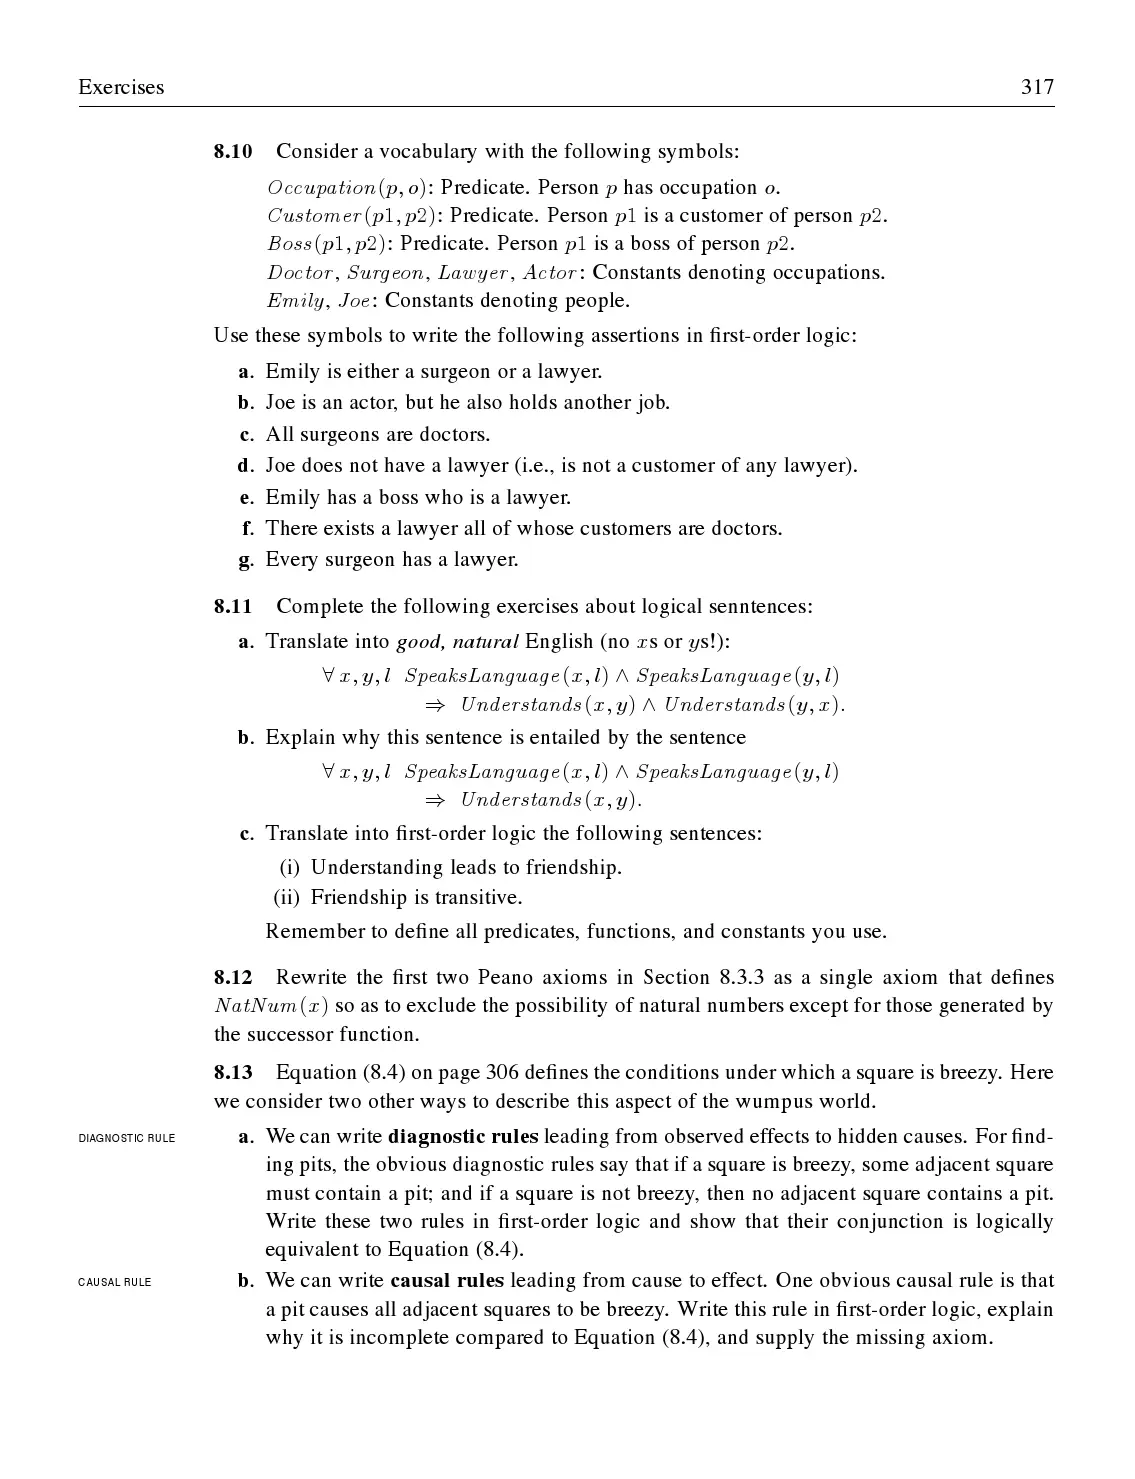 Exercises 317
8.10 Consider a vocabulary with the following symbols:
Occupation(p, o): Predicate. Person p has occupation o.
Customer(p1, p2): Predicate. Person p1 is a customer of person p2.
Boss(p1, p2): Predicate. Person p1 is a boss of person p2.
Doctor, Surgeon, Lawyer, Actor: Constants denoting occupations.
Emily, Joe: Constants denoting people.
Use these symbols to write the following assertions in first-order logic:
a. Emily is either a surgeon or a lawyer.
b. Joe is an actor, but he also holds another job.
c. All surgeons are doctors.
d. Joe does not have a lawyer (i.e., is not a customer of any lawyer).
e. Emily has a boss who is a lawyer.
f. There exists a lawyer all of whose customers are doctors.
g. Every surgeon has a lawyer.
8.11 Complete the following exercises about logical senntences:
a. Translate into good, natural English (no xs or ys!):
∀ x, y, l SpeaksLanguage(x, l) ∧ SpeaksLanguage(y, l)
⇒ Understands(x, y) ∧ Understands(y, x).
b. Explain why this sentence is entailed by the sentence
∀ x, y, l SpeaksLanguage(x, l) ∧ SpeaksLanguage(y, l)
⇒ Understands(x, y).
c. Translate into first-order logic the following sentences:
(i) Understanding leads to friendship.
(ii) Friendship is transitive.
Remember to define all predicates, functions, and constants you use.
8.12 Rewrite the first two Peano axioms in Section 8.3.3 as a single axiom that defines
NatNum(x) so as to exclude the possibility of natural numbers except for those generated by
the successor function.
8.13 Equation (8.4) on page 306 defines the conditions under which a square is breezy. Here
we consider two other ways to describe this aspect of the wumpus world.
DIAGNOSTIC RULE a. We can write diagnostic rules leading from observed effects to hidden causes. For find-
ing pits, the obvious diagnostic rules say that if a square is breezy, some adjacent square
must contain a pit; and if a square is not breezy, then no adjacent square contains a pit.
Write these two rules in first-order logic and show that their conjunction is logically
equivalent to Equation (8.4).
CAUSAL RULE b. We can write causal rules leading from cause to effect. One obvious causal rule is that
a pit causes all adjacent squares to be breezy. Write this rule in first-order logic, explain
why it is incomplete compared to Equation (8.4), and supply the missing axiom.